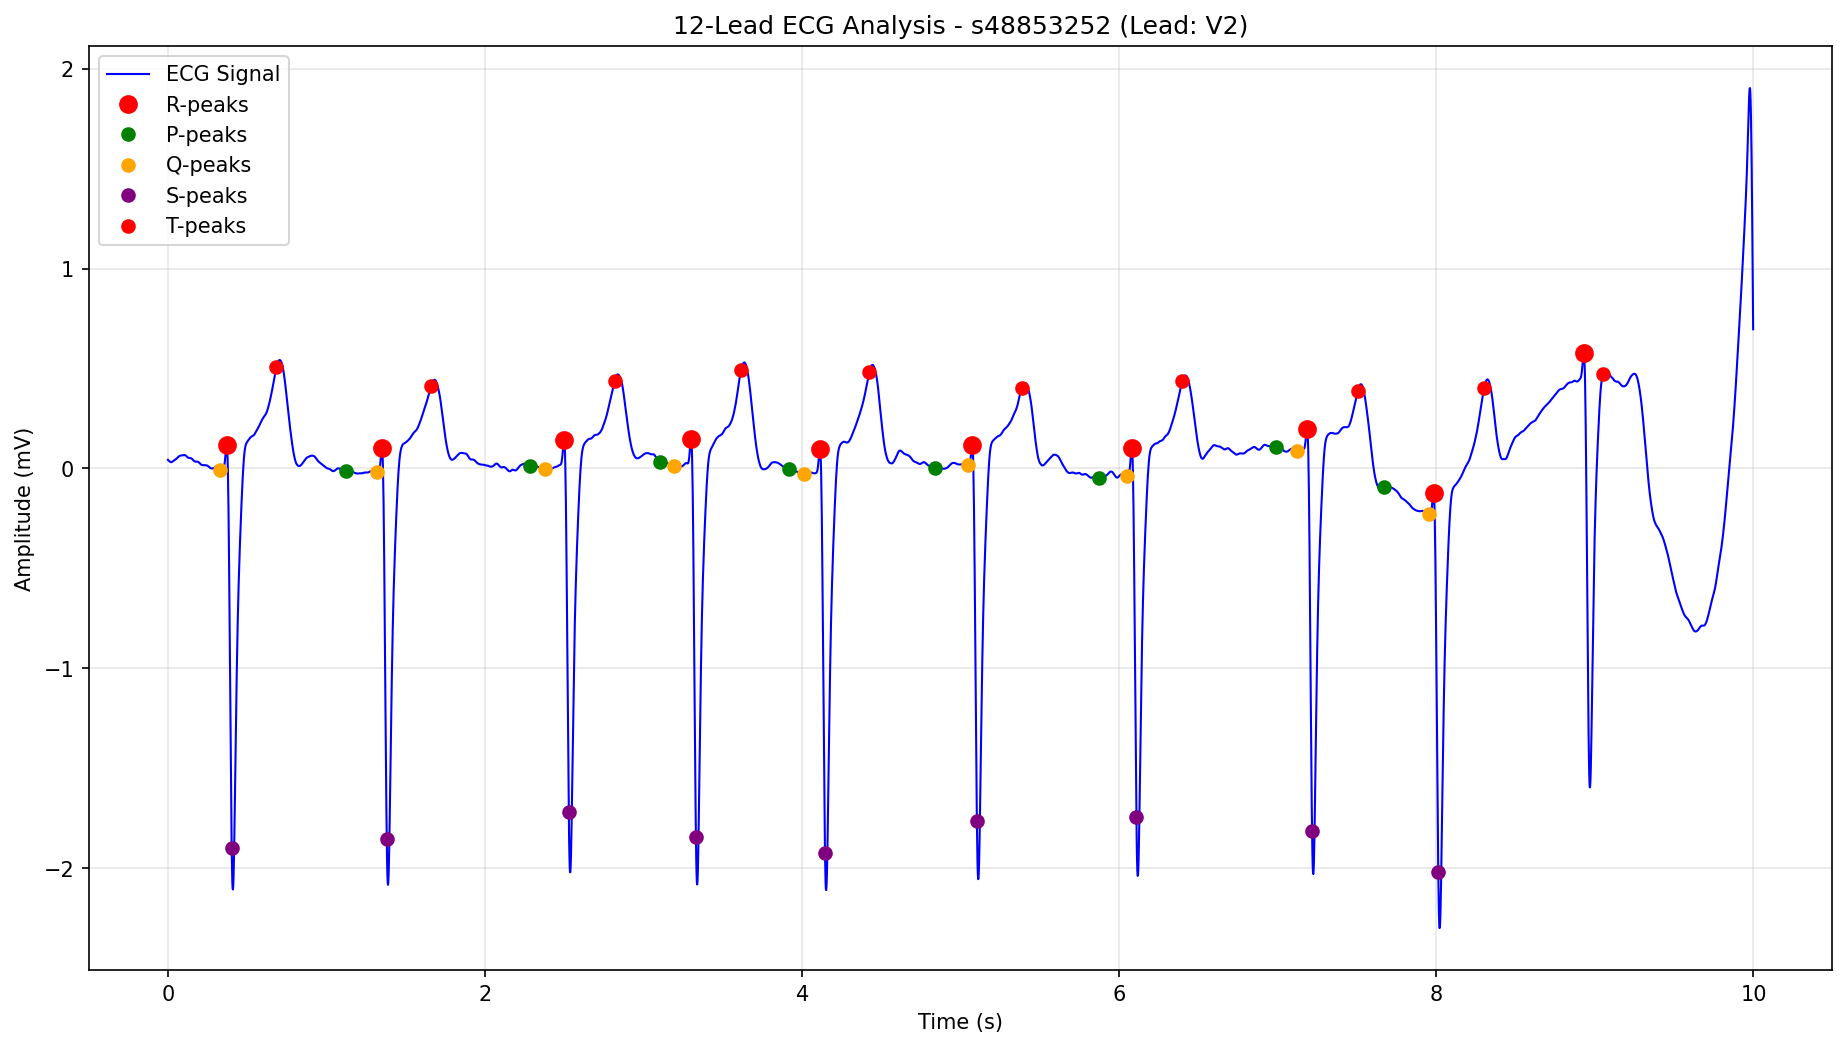 12-Lead ECG Analysis - s48853252 (Lead: V2)
ECG Signal
R-peaks
P-peaks
Q-peaks
S-peaks
T-peaks
Amplitude (mV)
2
1
0
−1
−2
0
2
4
6
8
10
Time (s)